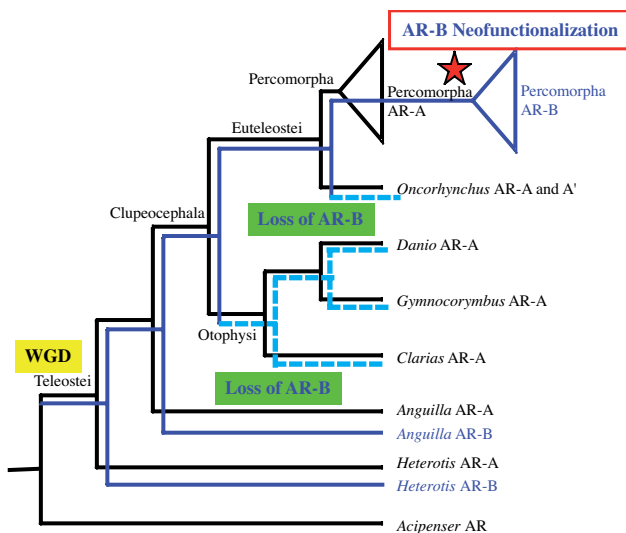 AR-B Neofunctionalization
Percomorpha
Percomorpha
AR-A
Percomorpha
AR-B
Euteleostei
Oncorhynchus AR-A and A'
Clupeocephala
Loss of AR-B
Danio AR-A
Gymnocorymbus AR-A
Otophysi
WGD
Clarias AR-A
Teleostei
Loss of AR-B
Anguilla AR-A
Anguilla AR-B
Heterotis AR-A
Heterotis AR-B
Acipenser AR